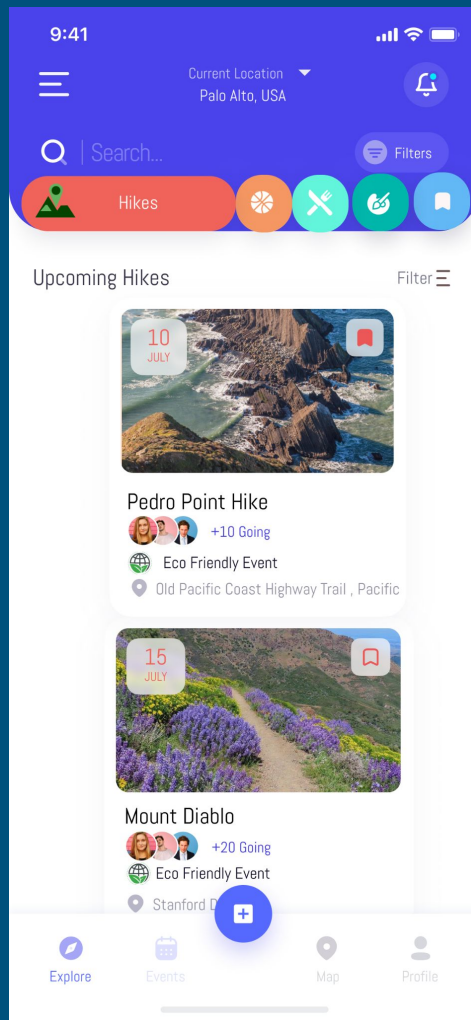 9:41
Current Location
Palo Alto, USA
Search...
Filters
Hikes
Upcoming Hikes
Filter
10
JULY
Pedro Point Hike
+10 Going
Eco Friendly Event
Old Pacific Coast Highway Trail , Pacific
15
JULY
Mount Diablo
+20 Going
Eco Friendly Event
Stanford
Explore
Events
Map
Profile